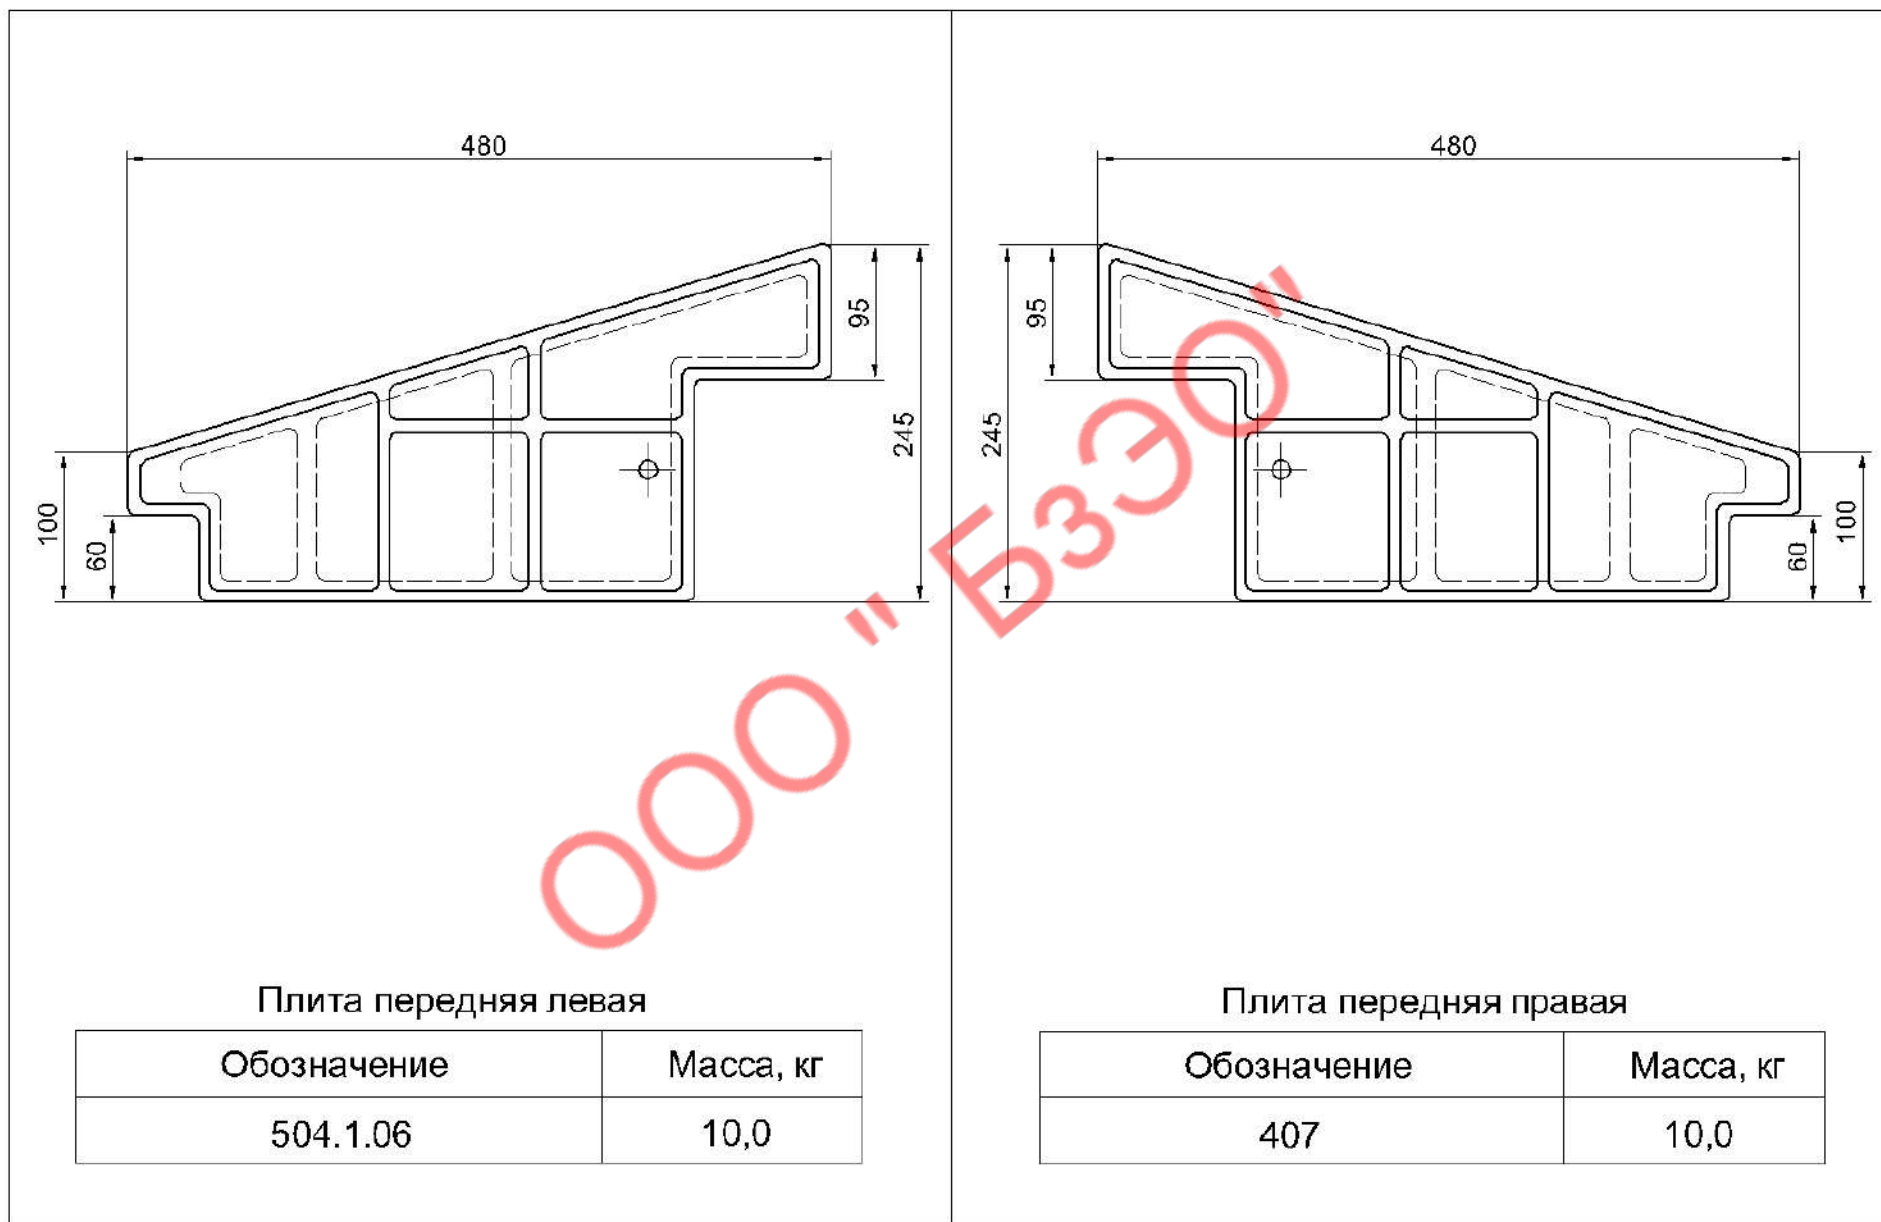 480
95
245
100
60
Плита передняя левая
Обозначение Масса, кг
504.1.06 10,0
480
95
245
100
60
Плита передняя правая
Обозначение Масса, кг
407 10,0
ООО "БзЭО"